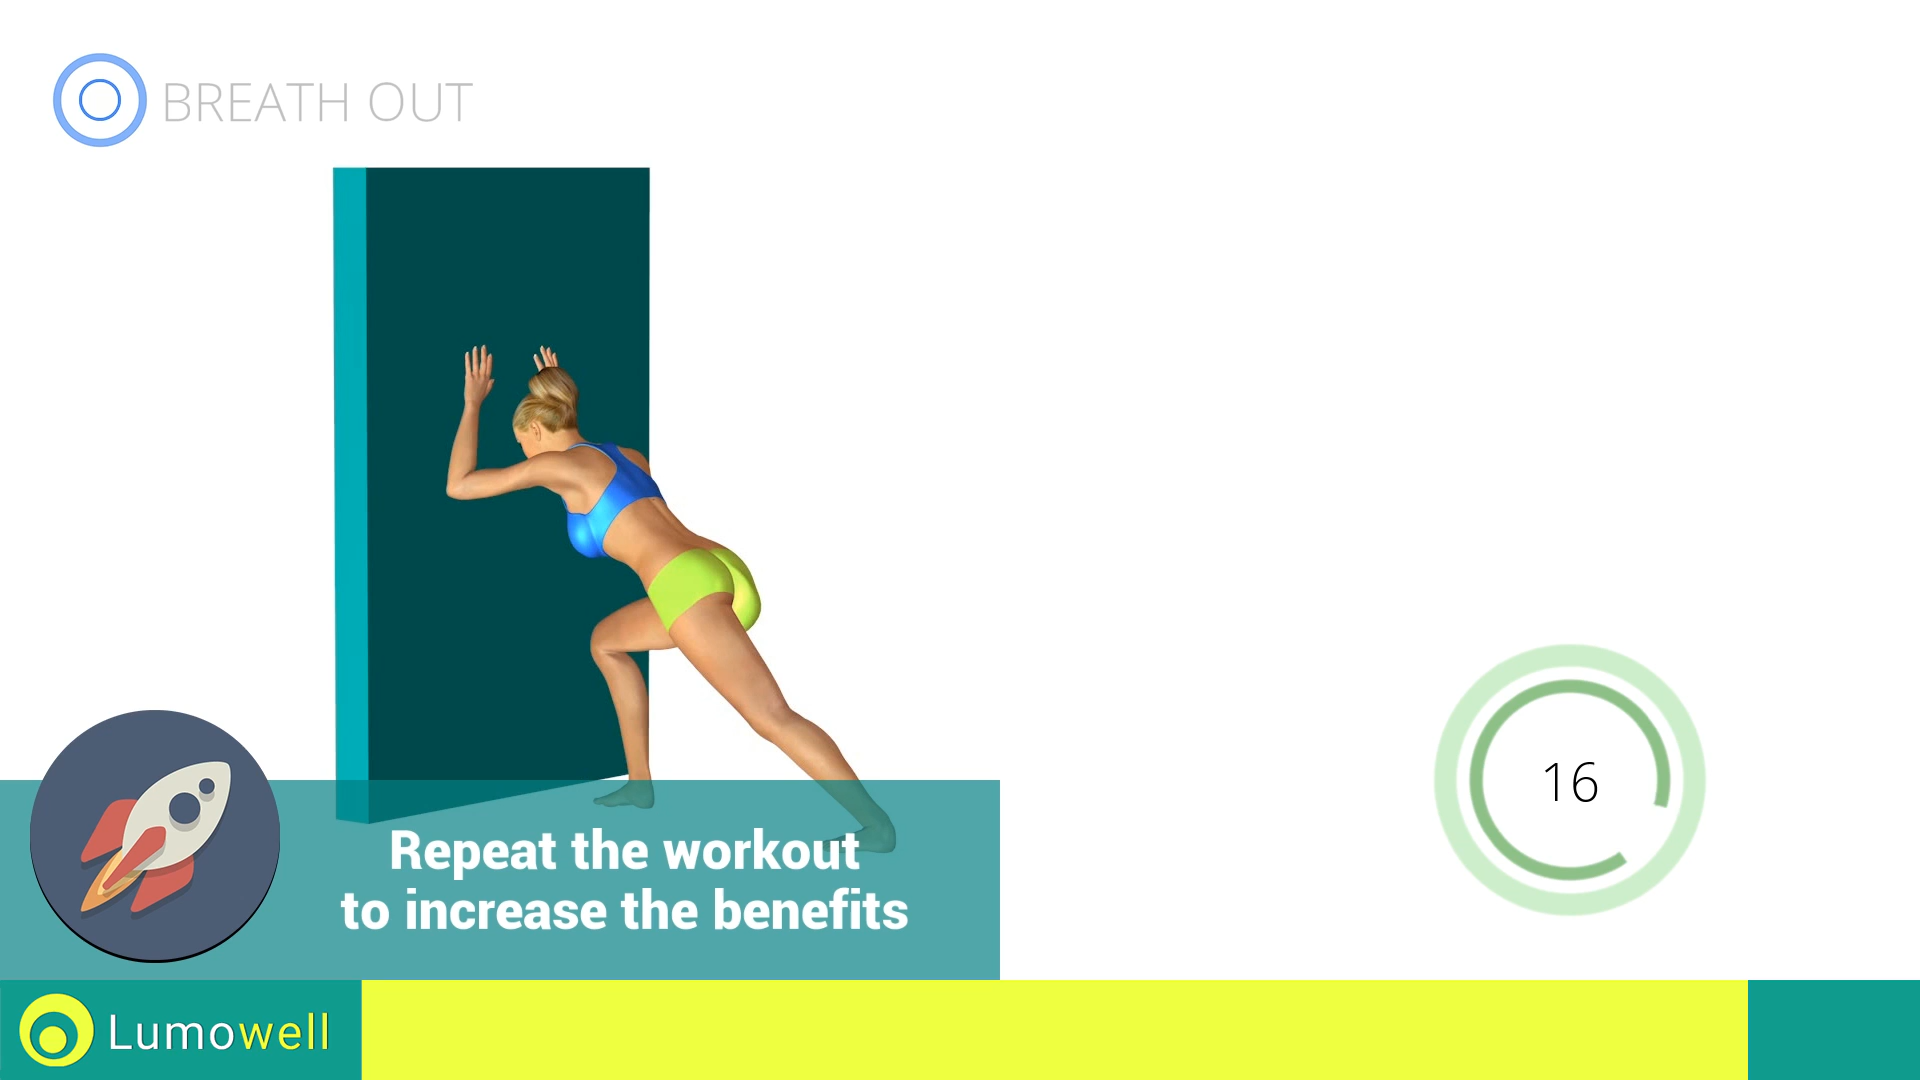 BREATH OUT
16
Repeat the workout
to increase the benefits
Lumowell